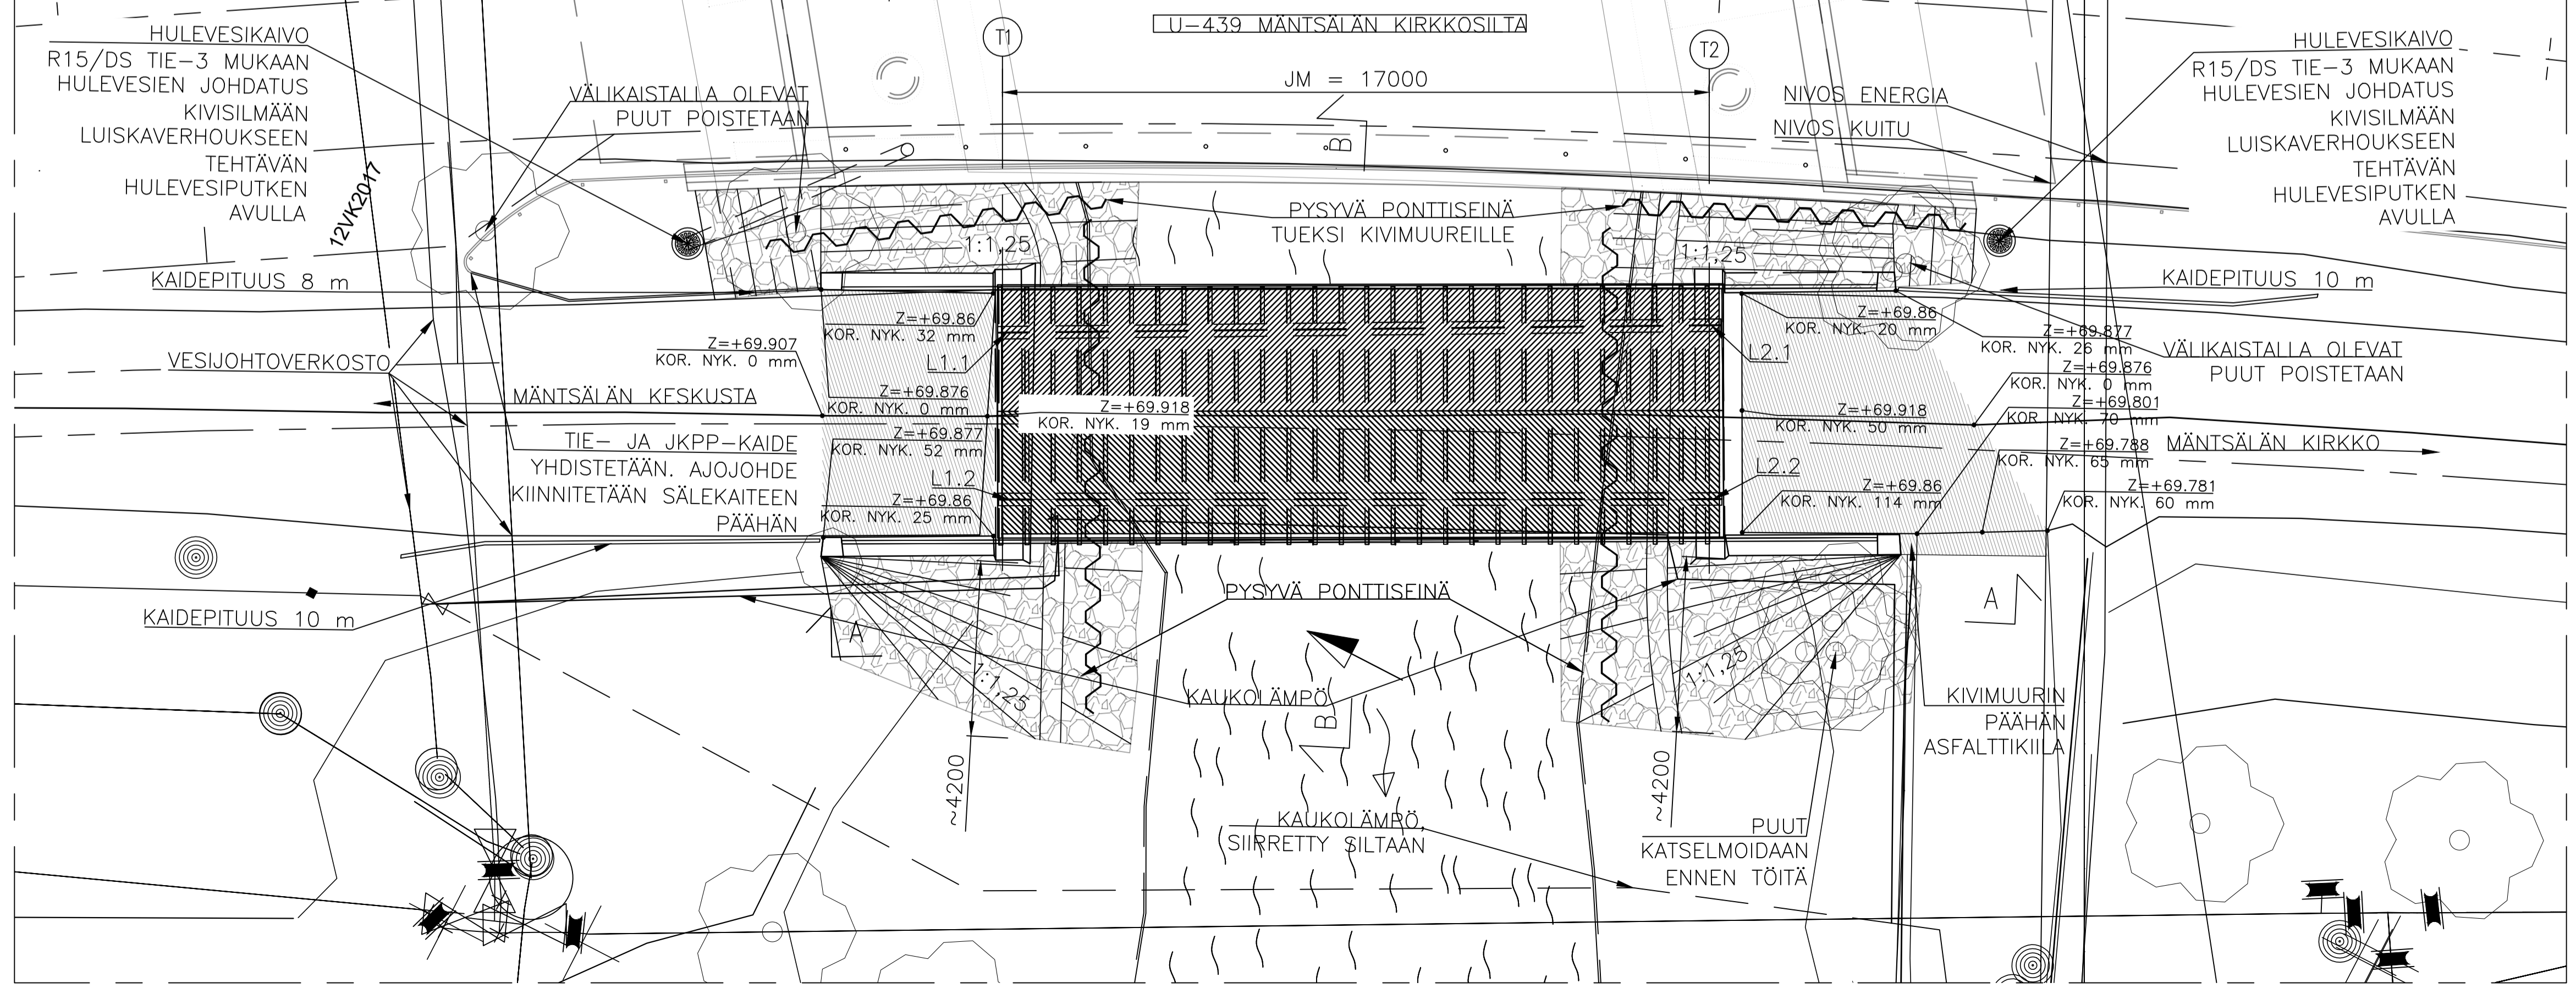 U-439 MÄNTSÄLÄN KIRKKOSILTA
T1
T2
JM = 17000
HULEVESIKAIVO
R15/DS TIE-3 MUKAAN
HULEVESIEN JOHDATUS
KIVISILMÄÄN
LUISKAVERHOUKSEEN
TEHTÄVÄN
HULEVESIPUTKEN
AVULLA
12VK2017
VÄLIKAISTALLA OLEVAT
PUUT POISTETAAN
B
NIVOS ENERGIA
NIVOS KUITU
HULEVESIKAIVO
R15/DS TIE-3 MUKAAN
HULEVESIEN JOHDATUS
KIVISILMÄÄN
LUISKAVERHOUKSEEN
TEHTÄVÄN
HULEVESIPUTKEN
AVULLA
PYSYVÄ PONTTISEINÄ
TUEKSI KIVIMUUREILLE
1:1,25
1:1,25
KAIDEPITUUS 8 m
KAIDEPITUUS 10 m
Z=+69.86
KOR. NYK. 32 mm
Z=+69.907
KOR. NYK. 0 mm
L1.1
Z=+69.876
KOR. NYK. 0 mm
Z=+69.918
KOR. NYK. 19 mm
Z=+69.877
KOR. NYK. 52 mm
L1.2
Z=+69.86
KOR. NYK. 25 mm
VESIJOHTOVERKOSTO
MÄNTSÄLÄN KESKUSTA
TIE- JA JKPP-KAIDE
YHDISTETÄÄN. AJOJOHDE
KIINNITETÄÄN SÄLEKAITEEN
PÄÄHÄN
Z=+69.86
KOR. NYK. 20 mm
L2.1
Z=+69.877
KOR. NYK. 26 mm
VÄLIKAISTALLA OLEVAT
PUUT POISTETAAN
Z=+69.876
KOR. NYK. 0 mm
Z=+69.801
KOR. NYK. 70 mm
Z=+69.918
KOR. NYK. 50 mm
Z=+69.788
KOR. NYK. 65 mm
MÄNTSÄLÄN KIRKKO
L2.2
Z=+69.86
KOR. NYK. 114 mm
Z=+69.781
KOR. NYK. 60 mm
KAIDEPITUUS 10 m
A
PYSYVÄ PONTTISEINÄ
A
1:1,25
1:1,25
KAUKOLÄMPÖ
B
KIVIMUURIN
PÄÄHÄN
ASFALTTIKIILA
~4200
~4200
KAUKOLÄMPÖ,
SIIRRETTY SILTAAN
PUUT
KATSELMOIDAAN
ENNEN TÖITÄ